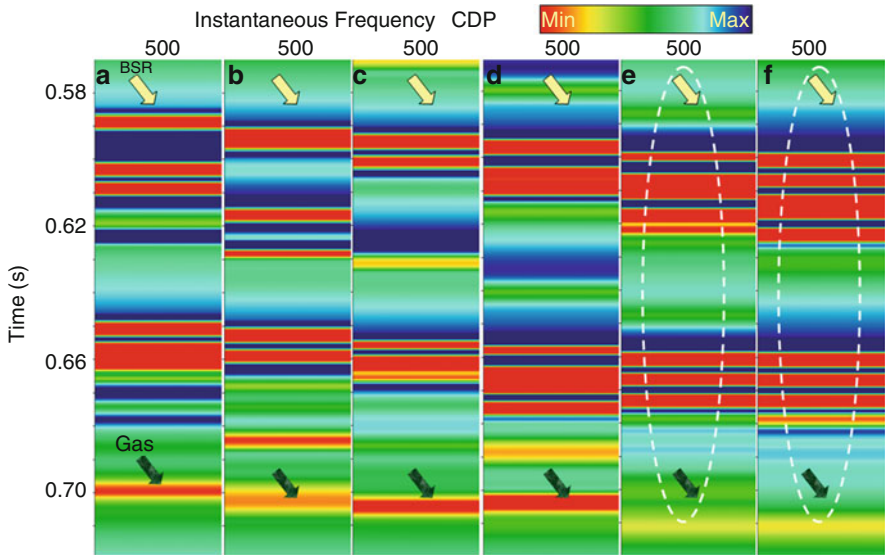 Instantaneous Frequency CDP
Min Max
500 500 500 500 500 500
a b c d e f
BSR
0.58
0.62
Time (s)
0.66
Gas
0.70